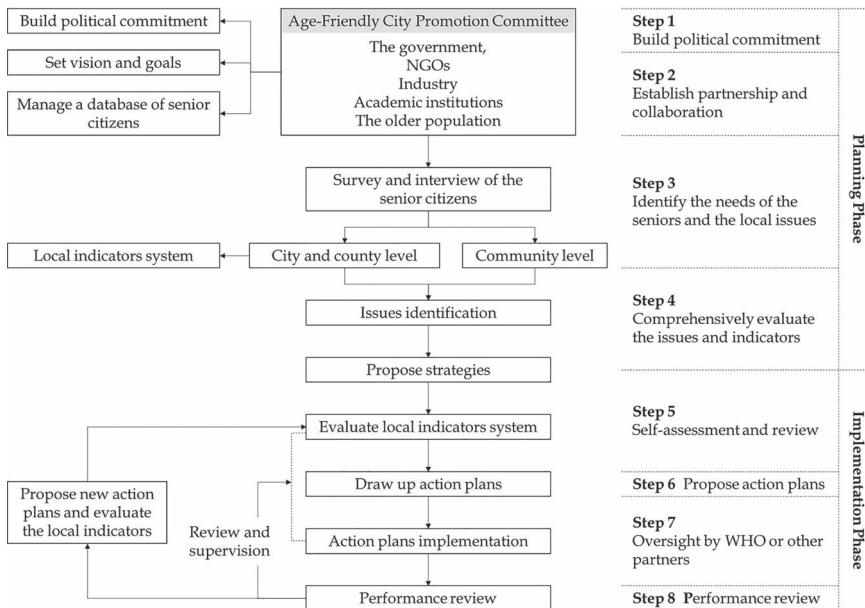 Build political commitment
Set vision and goals
Manage a database of senior
citizens
Age-Friendly City Promotion Committee
The government,
NGOs
Industry
Academic institutions
The older population
Survey and interview of the
senior citizens
Local indicators system
City and county level
Community level
Issues identification
Propose strategies
Evaluate local indicators system
Draw up action plans
Propose new action
plans and evaluate
the local indicators
Review and
supervision
Action plans implementation
Performance review
Step 1
Build political commitment
Step 2
Establish partnership and
collaboration
Step 3
Identify the needs of the
seniors and the local issues
Step 4
Comprehensively evaluate
the issues and indicators
Step 5
Self-assessment and review
Step 6 Propose action plans
Step 7
Oversight by WHO or other
partners
Step 8 Performance review
Planning Phase
Implementation Phase